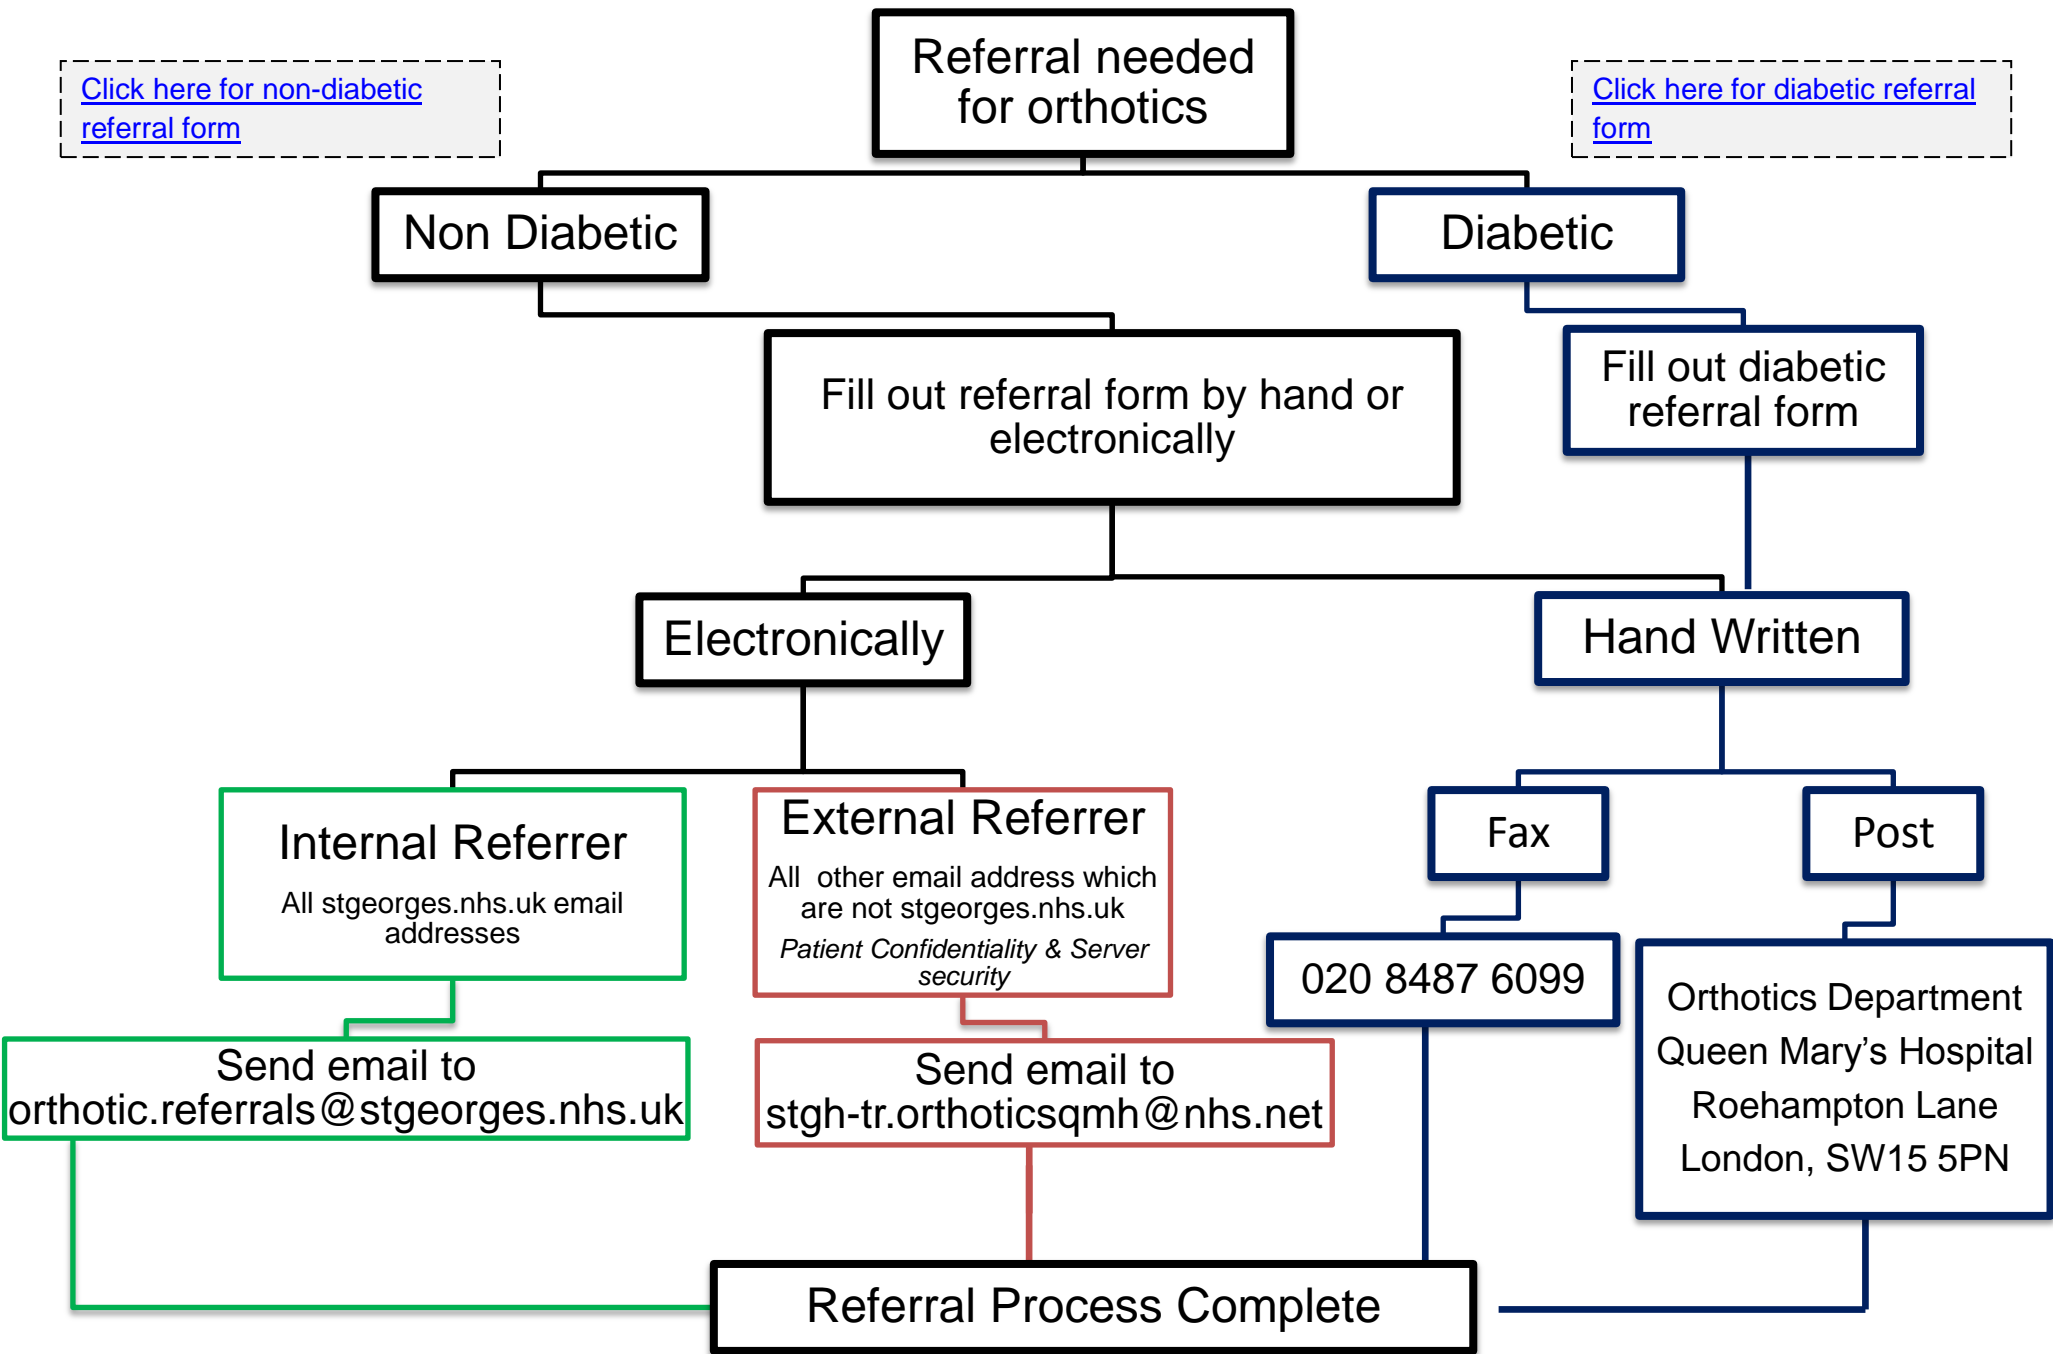 Referral needed
for orthotics
Click here for non-diabetic
referral form
Click here for diabetic referral
form
Non Diabetic
Diabetic
Fill out referral form by hand or
electronically
Fill out diabetic
referral form
Electronically
Hand Written
Internal Referrer
All stgeorges.nhs.uk email
addresses
External Referrer
All other email address which
are not stgeorges.nhs.uk
Patient Confidentiality & Server
security
Fax
Post
020 8487 6099
Orthotics Department
Queen Mary’s Hospital
Roehampton Lane
London, SW15 5PN
Send email to
orthotic.referrals@stgeorges.nhs.uk
Send email to
stgh-tr.orthoticsqmh@nhs.net
Referral Process Complete